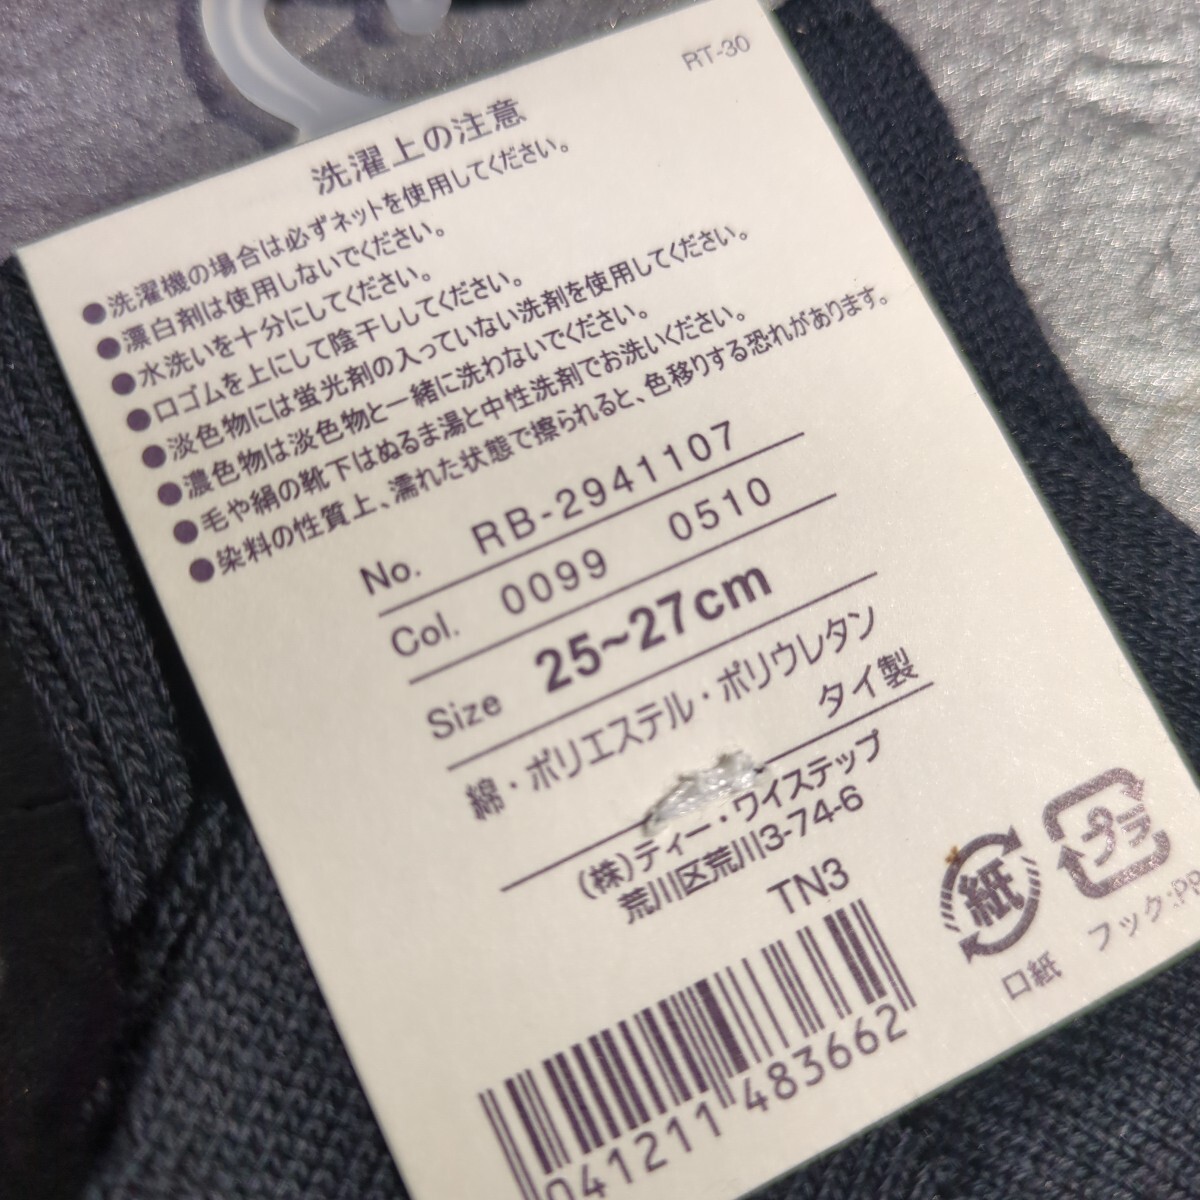 RT-30
洗濯上の注意
●洗濯機の場合は必ずネットを使用してください。
●漂白剤は使用しないでください。
●水洗いを十分にしてください。
●口ゴムを上にして陰干ししてください。
●淡色物には蛍光剤の入っていない洗剤を使用してください。
●濃色物は淡色物と一緒に洗わないでください。
●毛や絹の靴下はぬるま湯と中性洗剤でお洗いください。
●染料の性質上、濡れた状態で擦られると、色移りする恐れがあります。
No. RB-2941107
Col. 0099 0510
Size 25~27cm
綿・ポリエステル・ポリウレタン
タイ製
(株)ティー・ワイステップ
荒川区荒川3-74-6
TN3
041211 483662
紙
プラ
口紙
フック:PP